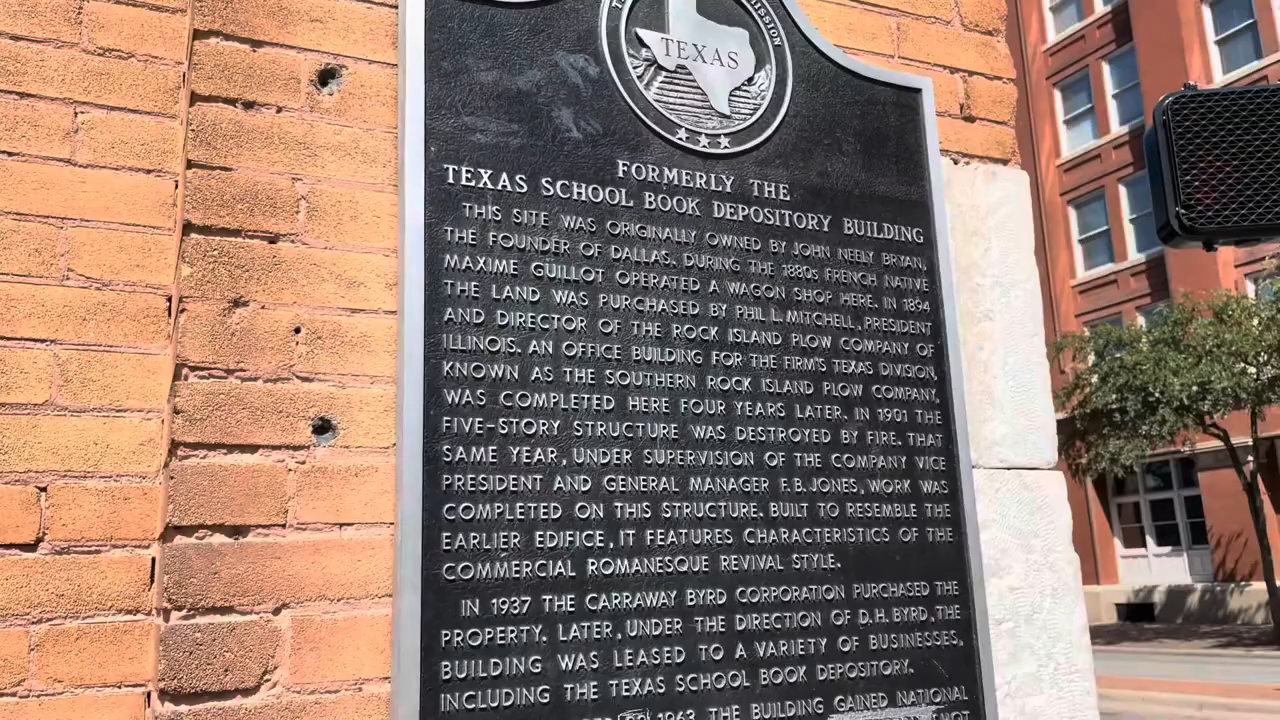 TEXAS
FORMERLY THE
TEXAS SCHOOL BOOK DEPOSITORY BUILDING
THIS SITE WAS ORIGINALLY OWNED BY JOHN NEELY BRYAN,
THE FOUNDER OF DALLAS. DURING THE 1880s FRENCH NATIVE
MAXIME GUILLOT OPERATED A WAGON SHOP HERE. IN 1894
THE LAND WAS PURCHASED BY PHIL L. MITCHELL, PRESIDENT
AND DIRECTOR OF THE ROCK ISLAND PLOW COMPANY OF
ILLINOIS. AN OFFICE BUILDING FOR THE FIRM'S TEXAS DIVISION,
KNOWN AS THE SOUTHERN ROCK ISLAND PLOW COMPANY,
WAS COMPLETED HERE FOUR YEARS LATER. IN 1901 THE
FIVE-STORY STRUCTURE WAS DESTROYED BY FIRE. THAT
SAME YEAR, UNDER SUPERVISION OF THE COMPANY VICE
PRESIDENT AND GENERAL MANAGER F.B. JONES, WORK WAS
COMPLETED ON THIS STRUCTURE. BUILT TO RESEMBLE THE
EARLIER EDIFICE, IT FEATURES CHARACTERISTICS OF THE
COMMERCIAL ROMANESQUE REVIVAL STYLE.
IN 1937 THE CARRAWAY BYRD CORPORATION PURCHASED THE
PROPERTY. LATER, UNDER THE DIRECTION OF D.H. BYRD, THE
BUILDING WAS LEASED TO A VARIETY OF BUSINESSES,
INCLUDING THE TEXAS SCHOOL BOOK DEPOSITORY.
1963, THE BUILDING GAINED NATIONAL